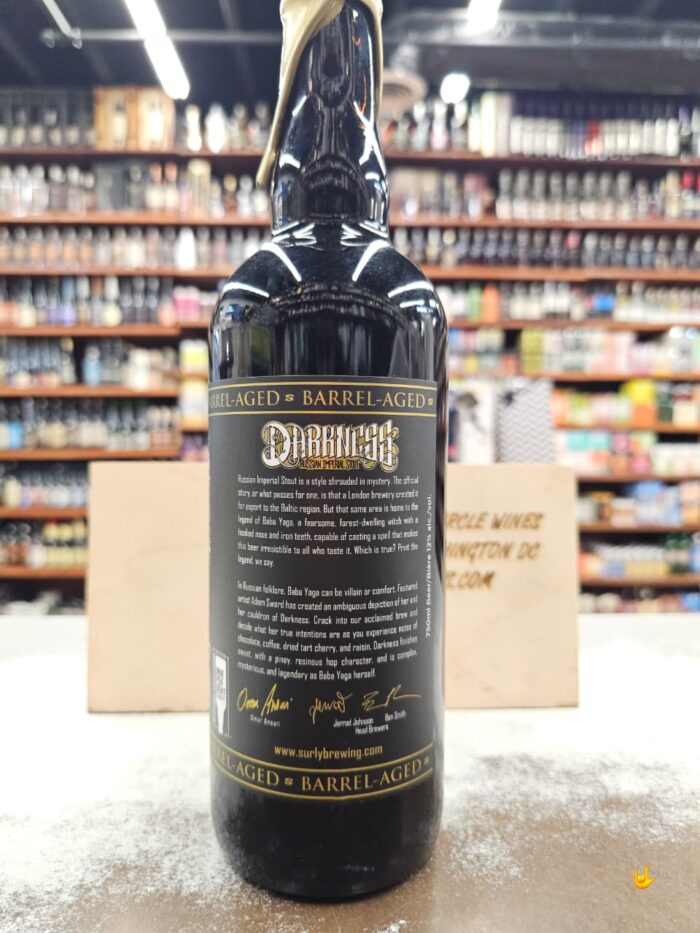 BARREL-AGED S BARREL-AGED S
DARKNESS
RUSSIAN IMPERIAL STOUT
Russian Imperial Stout is a style shrouded in mystery. The official
story, or what passes for one, is that a London brewery created it
for export to the Baltic region. But that same area is home to the
legend of Baba Yaga, a fearsome, forest-dwelling witch with a
hooked nose and iron teeth, capable of casting a spell that makes
this beer irresistible to all who taste it. Which is true? Print the
legend, we say.
In Russian folklore, Baba Yaga can be villain or comfort. Featured
artist Adam Sward has created an ambiguous depiction of her and
her cauldron of Darkness. Crack into our acclaimed brew and
decide what her true intentions are as you experience notes of
chocolate, coffee, dried tart cherry, and raisin. Darkness finishes
sweet, with a piney, resinous hop character, and is complex,
mysterious, and legendary as Baba Yaga herself.
750ml Beer/Bière 12% alc./vol.
Omar Ansari
Jerrod Johnson Ben Smith
Head Brewers
www.surlybrewing.com
BARREL-AGED S BARREL-AGED S
RCLE WINES
HINGTON DC
S.COM